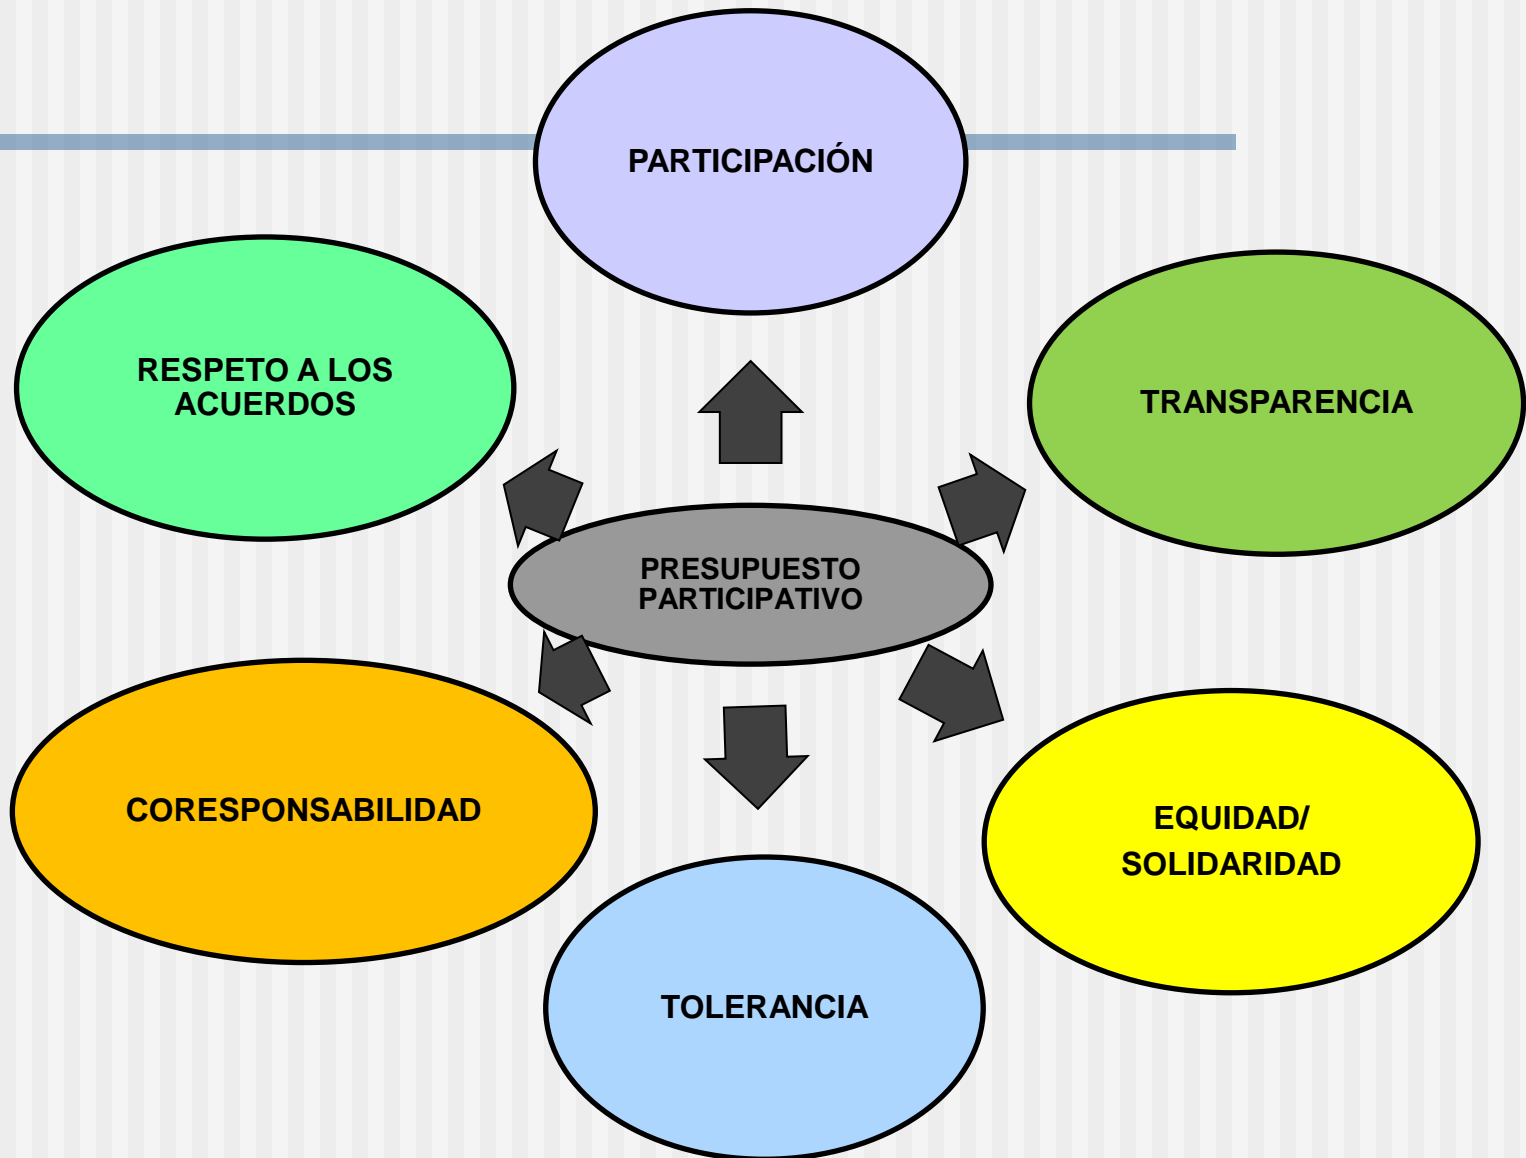 PARTICIPACIÓN
RESPETO A LOS
ACUERDOS
TRANSPARENCIA
PRESUPUESTO
PARTICIPATIVO
CORESPONSABILIDAD
EQUIDAD/
SOLIDARIDAD
TOLERANCIA